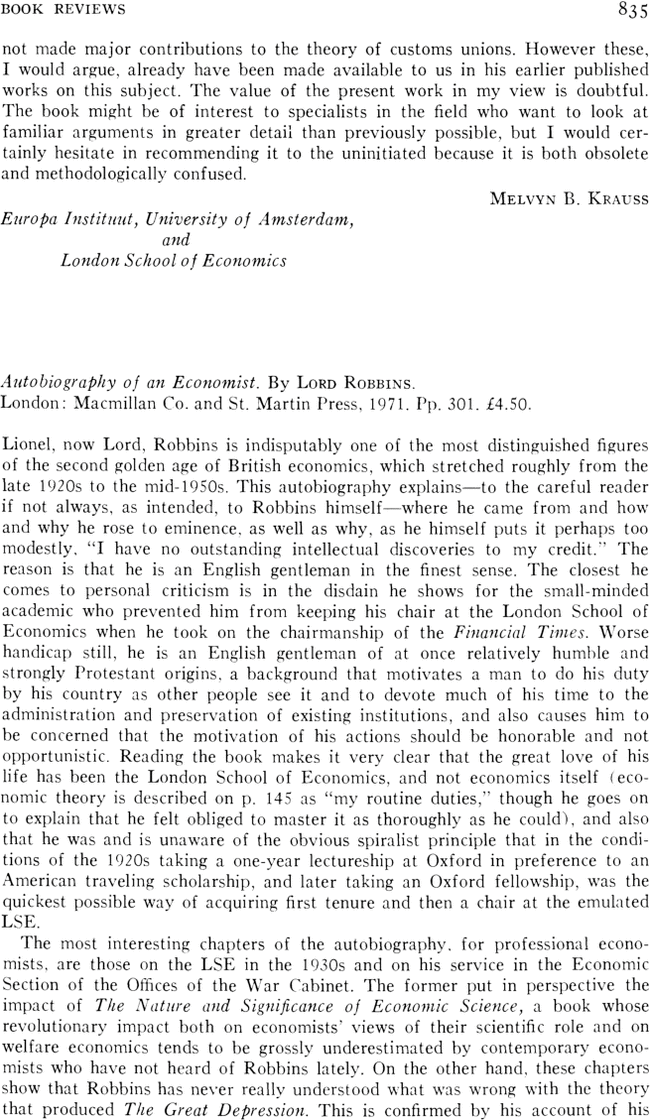 BOOK REVIEWS 835
not made major contributions to the theory of customs unions. However these,
I would argue, already have been made available to us in his earlier published
works on this subject. The value of the present work in my view is doubtful.
The book might be of interest to specialists in the field who want to look at
familiar arguments in greater detail than previously possible, but I would cer-
tainly hesitate in recommending it to the uninitiated because it is both obsolete
and methodologically confused.
MELVYN B. KRAUSS
Europa Instituut, University of Amsterdam,
and
London School of Economics
Autobiography of an Economist. By LORD ROBBINS.
London: Macmillan Co. and St. Martin Press, 1971. Pp. 301. £4.50.
Lionel, now Lord, Robbins is indisputably one of the most distinguished figures
of the second golden age of British economics, which stretched roughly from the
late 1920s to the mid-1950s. This autobiography explains—to the careful reader
if not always, as intended, to Robbins himself—where he came from and how
and why he rose to eminence, as well as why, as he himself puts it perhaps too
modestly, “I have no outstanding intellectual discoveries to my credit.” The
reason is that he is an English gentleman in the finest sense. The closest he
comes to personal criticism is in the disdain he shows for the small-minded
academic who prevented him from keeping his chair at the London School of
Economics when he took on the chairmanship of the Financial Times. Worse
handicap still, he is an English gentleman of at once relatively humble and
strongly Protestant origins, a background that motivates a man to do his duty
by his country as other people see it and to devote much of his time to the
administration and preservation of existing institutions, and also causes him to
be concerned that the motivation of his actions should be honorable and not
opportunistic. Reading the book makes it very clear that the great love of his
life has been the London School of Economics, and not economics itself (eco-
nomic theory is described on p. 145 as “my routine duties,” though he goes on
to explain that he felt obliged to master it as thoroughly as he could), and also
that he was and is unaware of the obvious spiralist principle that in the condi-
tions of the 1920s taking a one-year lectureship at Oxford in preference to an
American traveling scholarship, and later taking an Oxford fellowship, was the
quickest possible way of acquiring first tenure and then a chair at the emulated
LSE.
The most interesting chapters of the autobiography, for professional econo-
mists, are those on the LSE in the 1930s and on his service in the Economic
Section of the Offices of the War Cabinet. The former put in perspective the
impact of The Nature and Significance of Economic Science, a book whose
revolutionary impact both on economists’ views of their scientific role and on
welfare economics tends to be grossly underestimated by contemporary econo-
mists who have not heard of Robbins lately. On the other hand, these chapters
show that Robbins has never really understood what was wrong with the theory
that produced The Great Depression. This is confirmed by his account of his